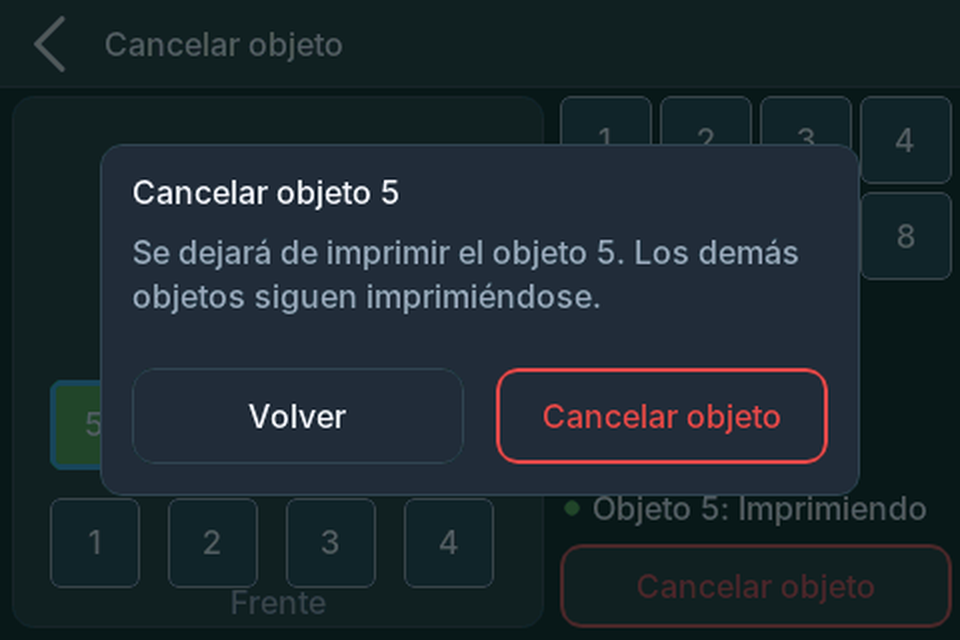 Cancelar objeto
1 2 3 4
8
Cancelar objeto 5
Se dejará de imprimir el objeto 5. Los demás
objetos siguen imprimiéndose.
Volver Cancelar objeto
5
1 2 3 4
Frente
Objeto 5: Imprimiendo
Cancelar objeto